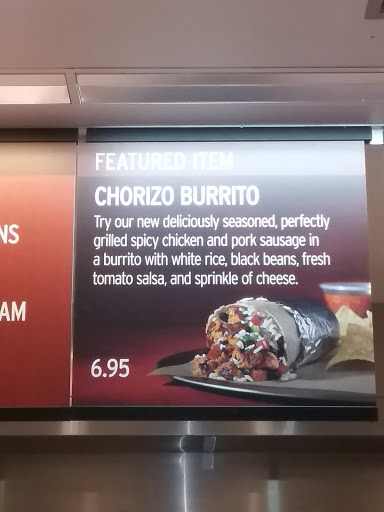 FEATURED ITEM
CHORIZO BURRITO
Try our new deliciously seasoned, perfectly
grilled spicy chicken and pork sausage in
a burrito with white rice, black beans, fresh
tomato salsa, and sprinkle of cheese.
6.95
NS
AM